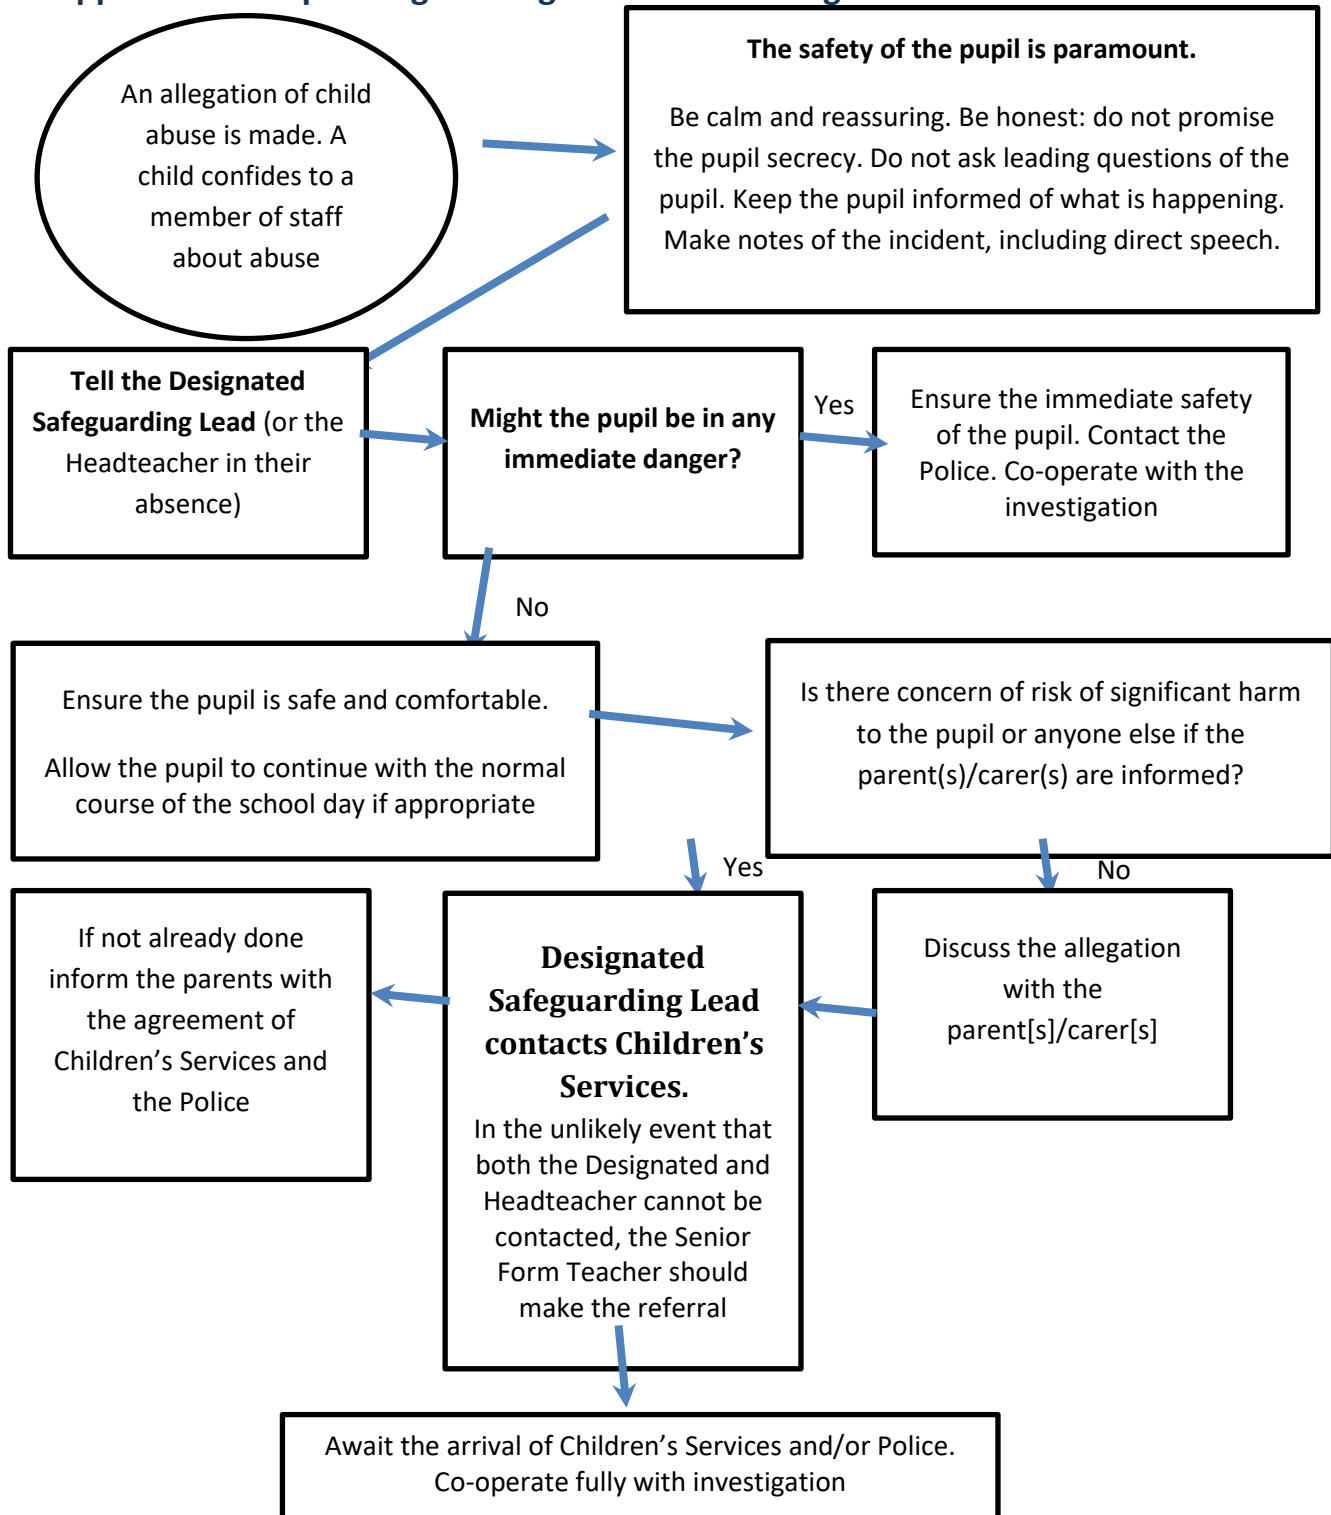 An allegation of child
abuse is made. A
child confides to a
member of staff
about abuse
The safety of the pupil is paramount.
Be calm and reassuring. Be honest: do not promise
the pupil secrecy. Do not ask leading questions of the
pupil. Keep the pupil informed of what is happening.
Make notes of the incident, including direct speech.
Tell the Designated
Safeguarding Lead (or the
Headteacher in their
absence)
Might the pupil be in any
immediate danger?
Yes
Ensure the immediate safety
of the pupil. Contact the
Police. Co-operate with the
investigation
No
Ensure the pupil is safe and comfortable.
Allow the pupil to continue with the normal
course of the school day if appropriate
Is there concern of risk of significant harm
to the pupil or anyone else if the
parent(s)/carer(s) are informed?
Yes
No
If not already done
inform the parents with
the agreement of
Children’s Services and
the Police
Designated
Safeguarding Lead
contacts Children’s
Services.
In the unlikely event that
both the Designated and
Headteacher cannot be
contacted, the Senior
Form Teacher should
make the referral
Discuss the allegation
with the
parent[s]/carer[s]
Await the arrival of Children’s Services and/or Police.
Co-operate fully with investigation